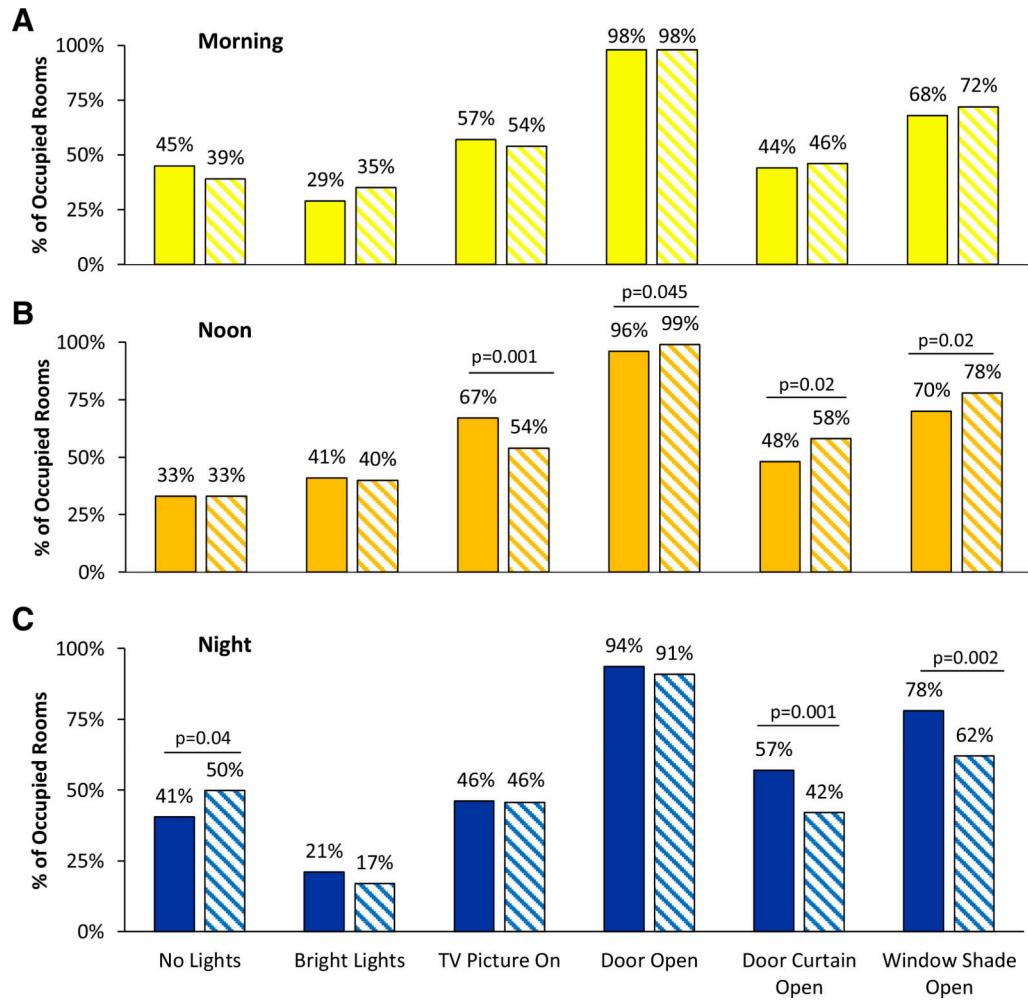 A
Morning
% of Occupied Rooms
100%
75%
50%
25%
0%
45%
39%
29%
35%
57%
54%
98%
98%
44%
46%
68%
72%
B
Noon
% of Occupied Rooms
100%
75%
50%
25%
0%
33%
33%
41%
40%
p=0.001
67%
54%
p=0.045
96%
99%
p=0.02
48%
58%
p=0.02
70%
78%
C
Night
% of Occupied Rooms
100%
75%
50%
25%
0%
p=0.04
41%
50%
21%
17%
46%
46%
94%
91%
p=0.001
57%
42%
p=0.002
78%
62%
No Lights
Bright Lights
TV Picture On
Door Open
Door Curtain
Open
Window Shade
Open